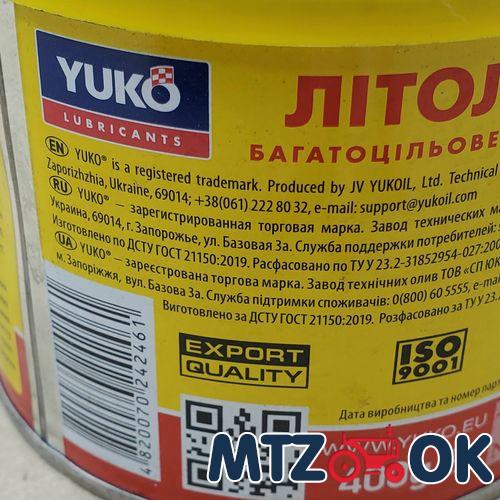 YUKO
LUBRICANTS
ЛІТОЛ
БАГАТОЦІЛЬОВЕ
EN YUKO® is a registered trademark. Produced by JV YUKOIL, Ltd. Technical
Zaporizhzhia, Ukraine, 69014; +38(061) 222 80 32, e-mail: support@yukoil.com
RU YUKO® — зарегистрированная торговая марка. Завод технических
Украина, 69014, г. Запорожье, ул. Базовая 3а. Служба поддержки потребителей:
Изготовлено по ДСТУ ГОСТ 21150:2019. Расфасовано по ТУ У 23.2-31852954-027:200
UA YUKO® — зареєстрована торгова марка. Завод технічних олив ТОВ «СП ЮК
м. Запоріжжя, вул. Базова 3а. Служба підтримки споживачів: 0(800) 60 5555, e-ma
Виготовлено за ДСТУ ГОСТ 21150:2019. Розфасовано за ТУ У 23.
EXPORT
QUALITY
ISO
9001
Дата виробництва та номер парт
4820070242461
WWW.YUKO.EU
400
MTZ OK